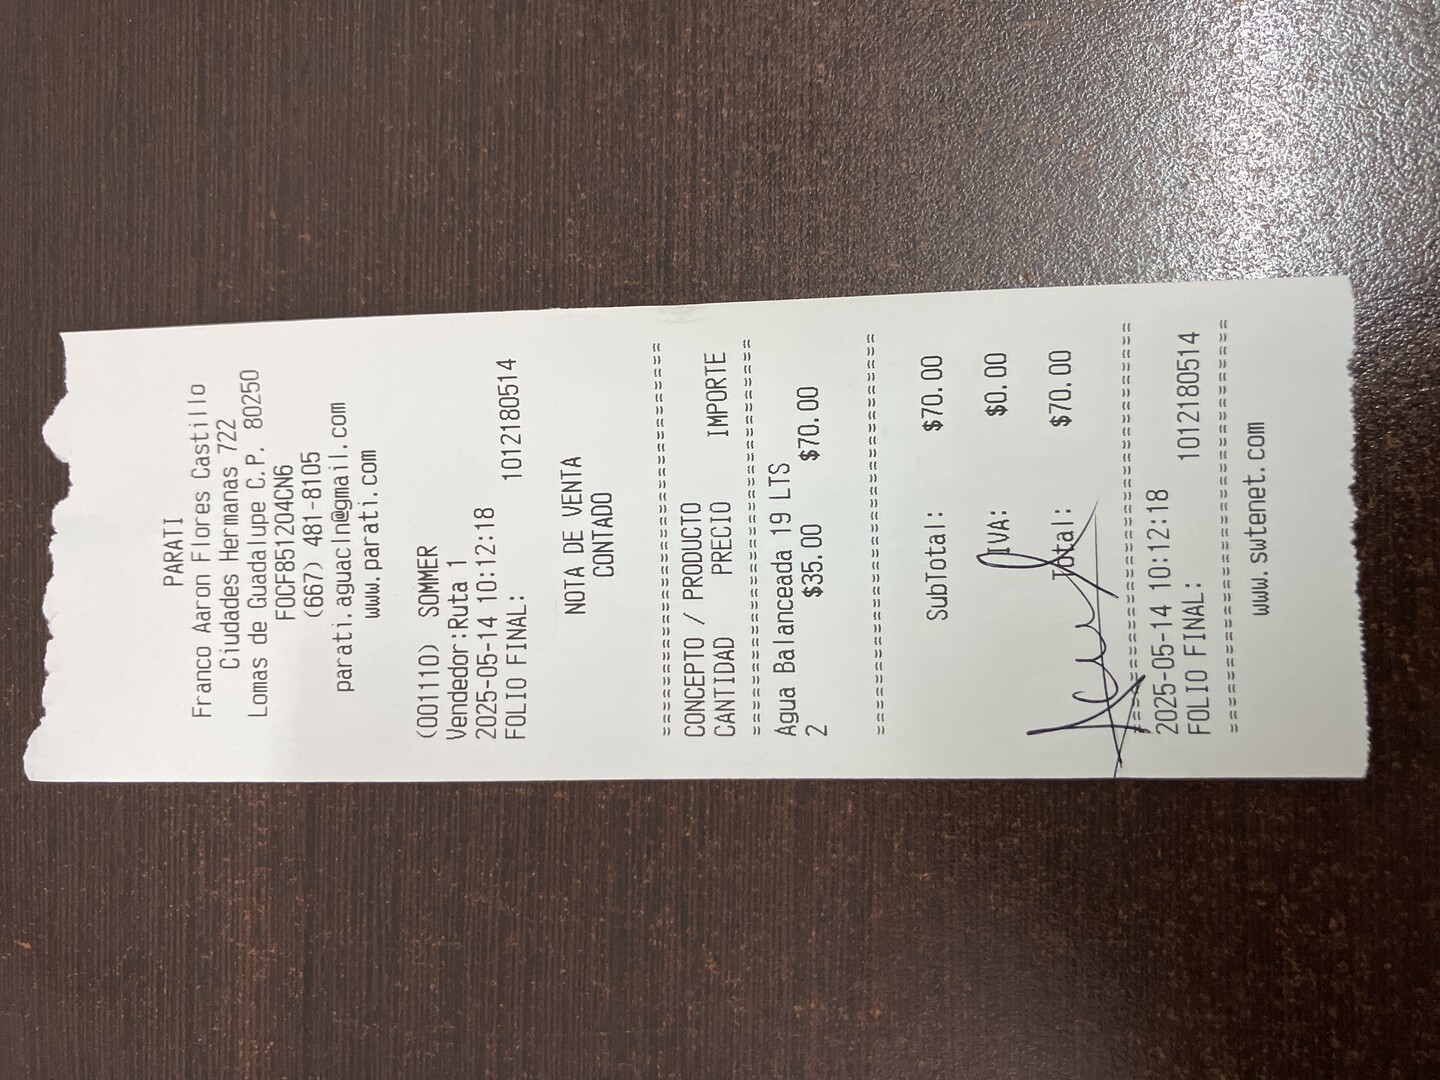 PARATI
Franco Aaron Flores Castillo
Ciudades Hermanas 722
Lomas de Guadalupe C.P. 80250
FOCF851204CN6
(667) 481-8105
parati.aguacln@gmail.com
www.parati.com
(001110) SOMMER
Vendedor:Ruta 1
2025-05-14 10:12:18
FOLIO FINAL: 1012180514
NOTA DE VENTA
CONTADO
==============================
CONCEPTO / PRODUCTO
CANTIDAD PRECIO IMPORTE
==============================
Agua Balanceada 19 LTS
2 $35.00 $70.00
==============================
SubTotal: $70.00
IVA: $0.00
Total: $70.00
==============================
2025-05-14 10:12:18
FOLIO FINAL: 1012180514
==============================
www.swtenet.com